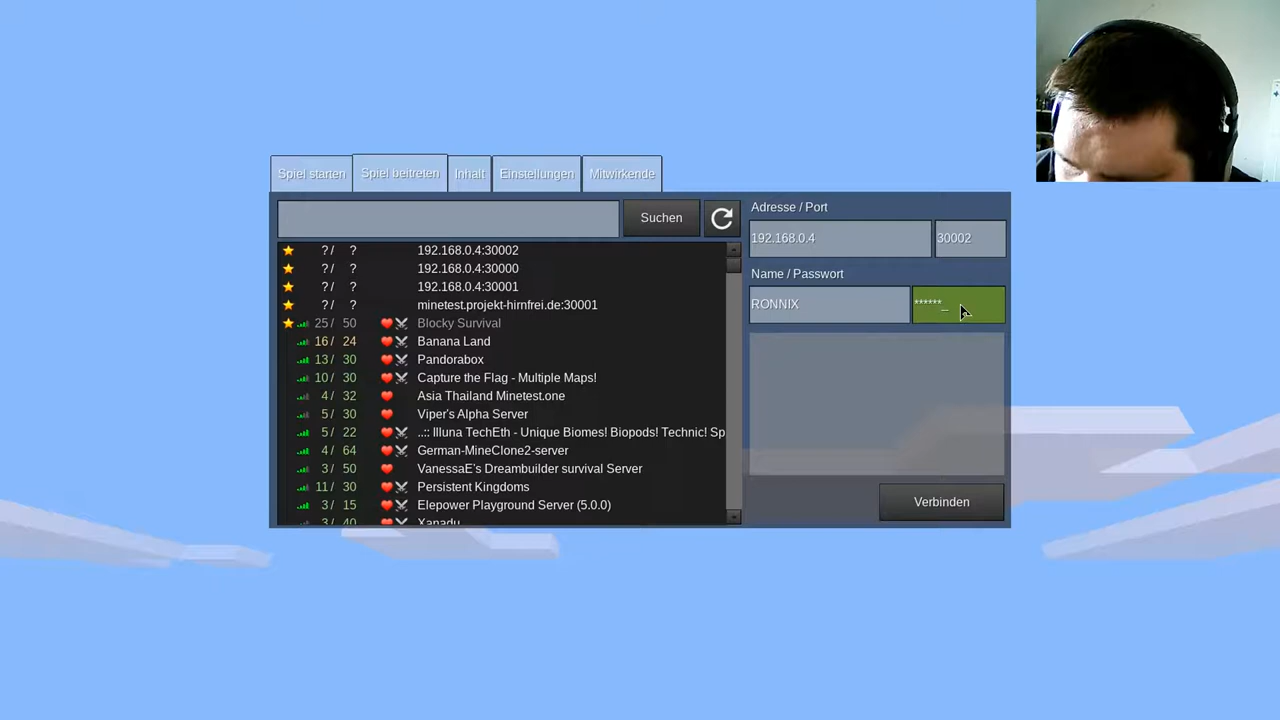 Spiel starten Spiel beitreten Inhalt Einstellungen Mitwirkende
Suchen
? / ? 192.168.0.4:30002
? / ? 192.168.0.4:30000
? / ? 192.168.0.4:30001
? / ? minetest.projekt-hirnfrei.de:30001
25 / 50 Blocky Survival
16 / 24 Banana Land
13 / 30 Pandorabox
10 / 30 Capture the Flag - Multiple Maps!
4 / 32 Asia Thailand Minetest.one
5 / 30 Viper's Alpha Server
5 / 22 ..:: Illuna TechEth - Unique Biomes! Biopods! Technic! Sp
4 / 64 German-MineClone2-server
3 / 50 VanessaE's Dreambuilder survival Server
11 / 30 Persistent Kingdoms
3 / 15 Elepower Playground Server (5.0.0)
3 / 40 Xanadu
Adresse / Port
192.168.0.4 30002
Name / Passwort
RONNIX ******_
Verbinden